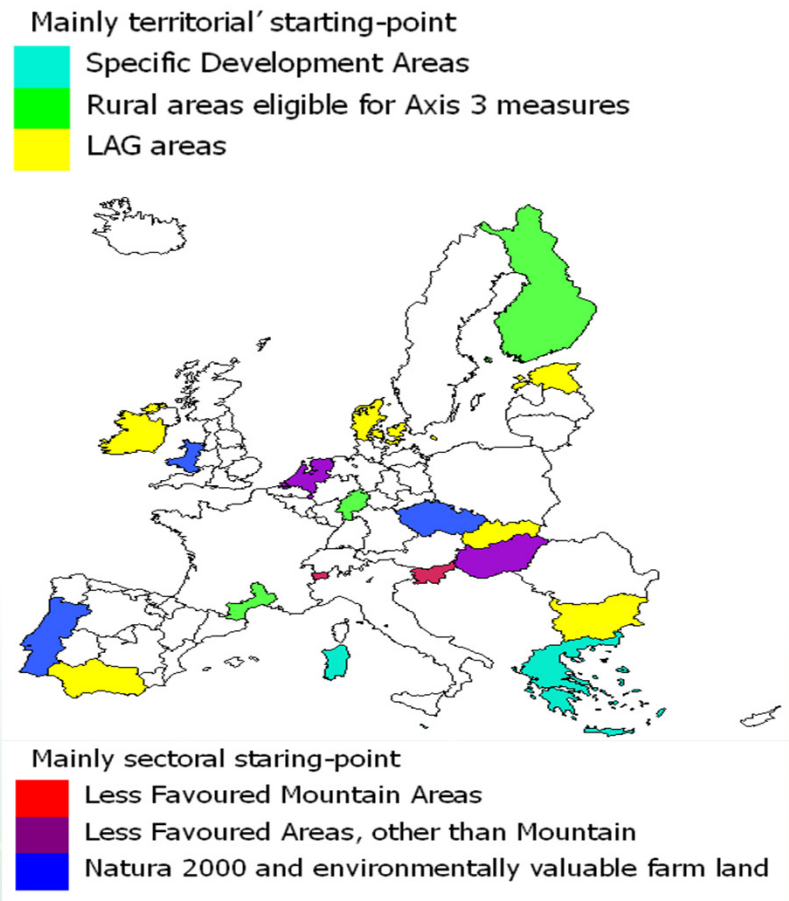 Mainly territorial′ starting-point
Specific Development Areas
Rural areas eligible for Axis 3 measures
LAG areas
Mainly sectoral staring-point
Less Favoured Mountain Areas
Less Favoured Areas, other than Mountain
Natura 2000 and environmentally valuable farm land